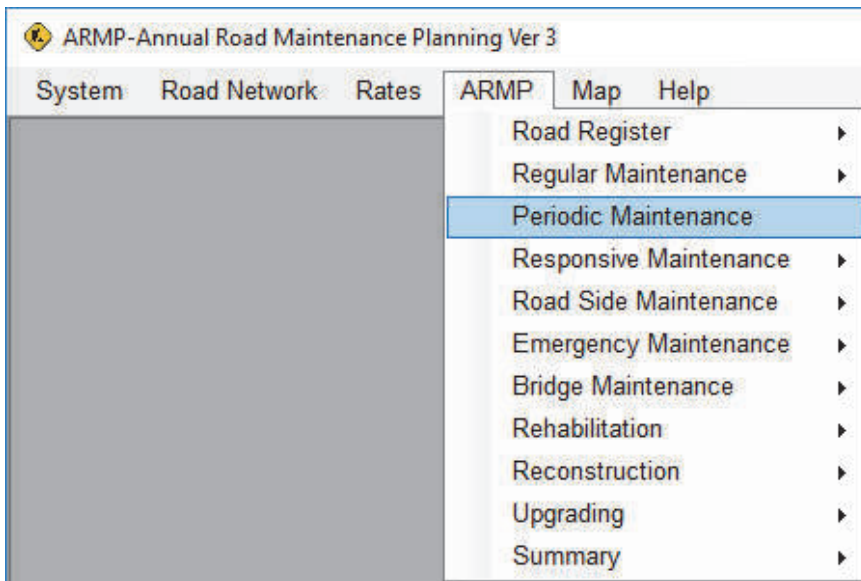 ARMP-Annual Road Maintenance Planning Ver 3
System Road Network Rates ARMP Map Help
Road Register
Regular Maintenance
Periodic Maintenance
Responsive Maintenance
Road Side Maintenance
Emergency Maintenance
Bridge Maintenance
Rehabilitation
Reconstruction
Upgrading
Summary